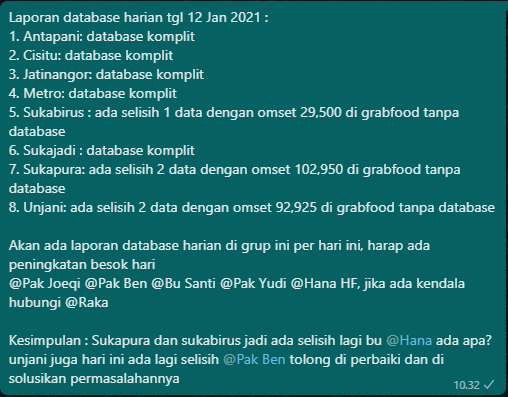 Laporan database harian tgl 12 Jan 2021 :
1. Antapani: database komplit
2. Cisitu: database komplit
3. Jatinangor: database komplit
4. Metro: database komplit
5. Sukabirus : ada selisih 1 data dengan omset 29,500 di grabfood tanpa
database
6. Sukajadi : database komplit
7. Sukapura: ada selisih 2 data dengan omset 102,950 di grabfood tanpa
database
8. Unjani: ada selisih 2 data dengan omset 92,925 di grabfood tanpa database

Akan ada laporan database harian di grup ini per hari ini, harap ada
peningkatan besok hari
@Pak Joeqi @Pak Ben @Bu Santi @Pak Yudi @Hana HF, jika ada kendala
hubungi @Raka

Kesimpulan : Sukapura dan sukabirus jadi ada selisih lagi bu @Hana ada apa?
unjani juga hari ini ada lagi selisih @Pak Ben tolong di perbaiki dan di
solusikan permasalahannya
10.32